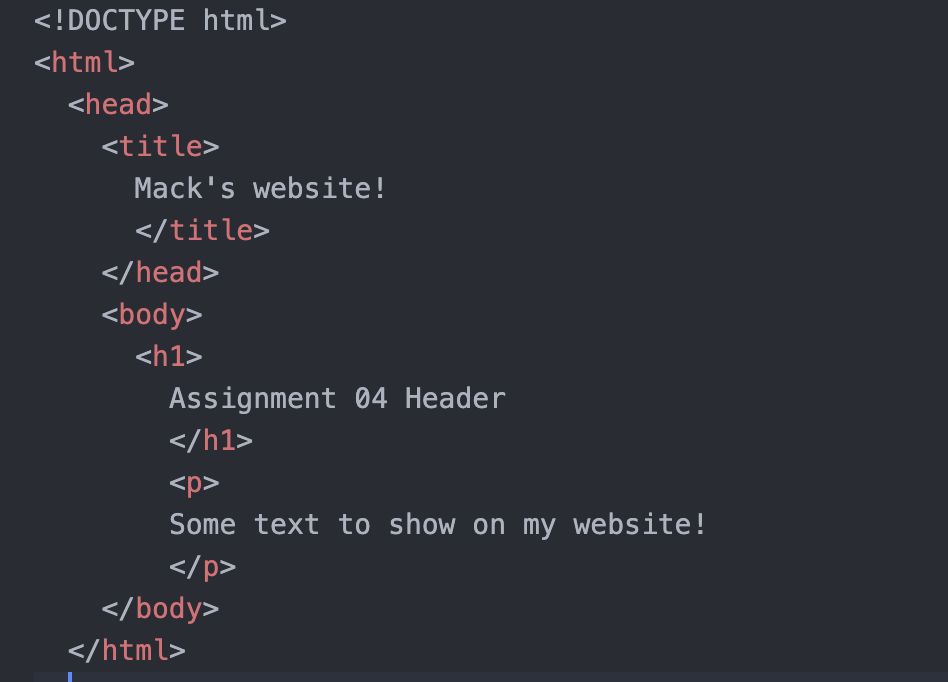 <!DOCTYPE html>
<html>
  <head>
    <title>
      Mack's website!
      </title>
    </head>
    <body>
      <h1>
        Assignment 04 Header
        </h1>
        <p>
        Some text to show on my website!
        </p>
    </body>
  </html>